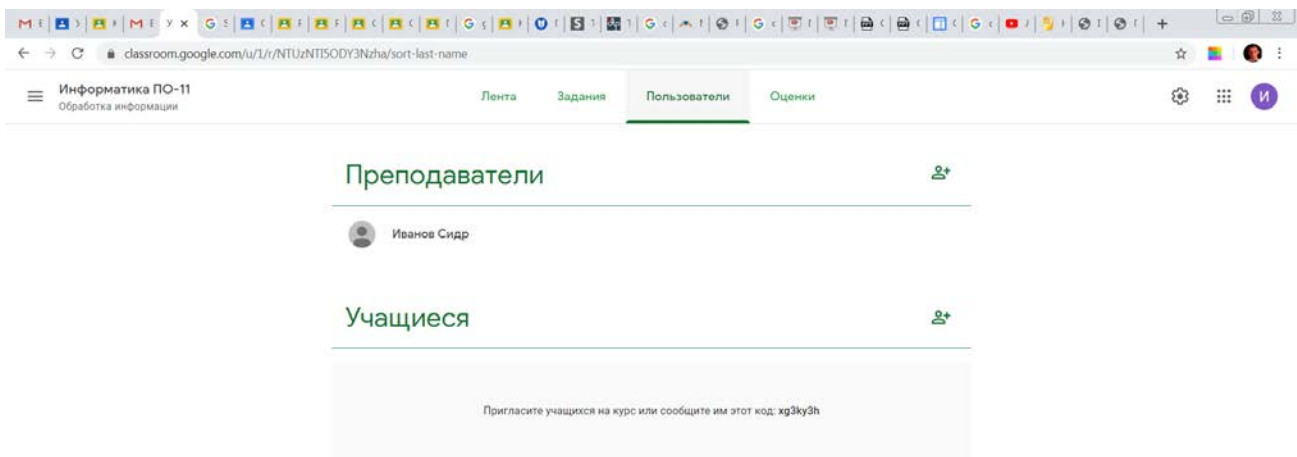 classroom.google.com/u/1/r/NTUzNTI5ODY3Nzha/sort-last-name
Информатика ПО-11
Обработка информации
Лента Задания Пользователи Оценки
И
Преподаватели
Иванов Сидр
Учащиеся
Пригласите учащихся на курс или сообщите им этот код: xg3ky3h